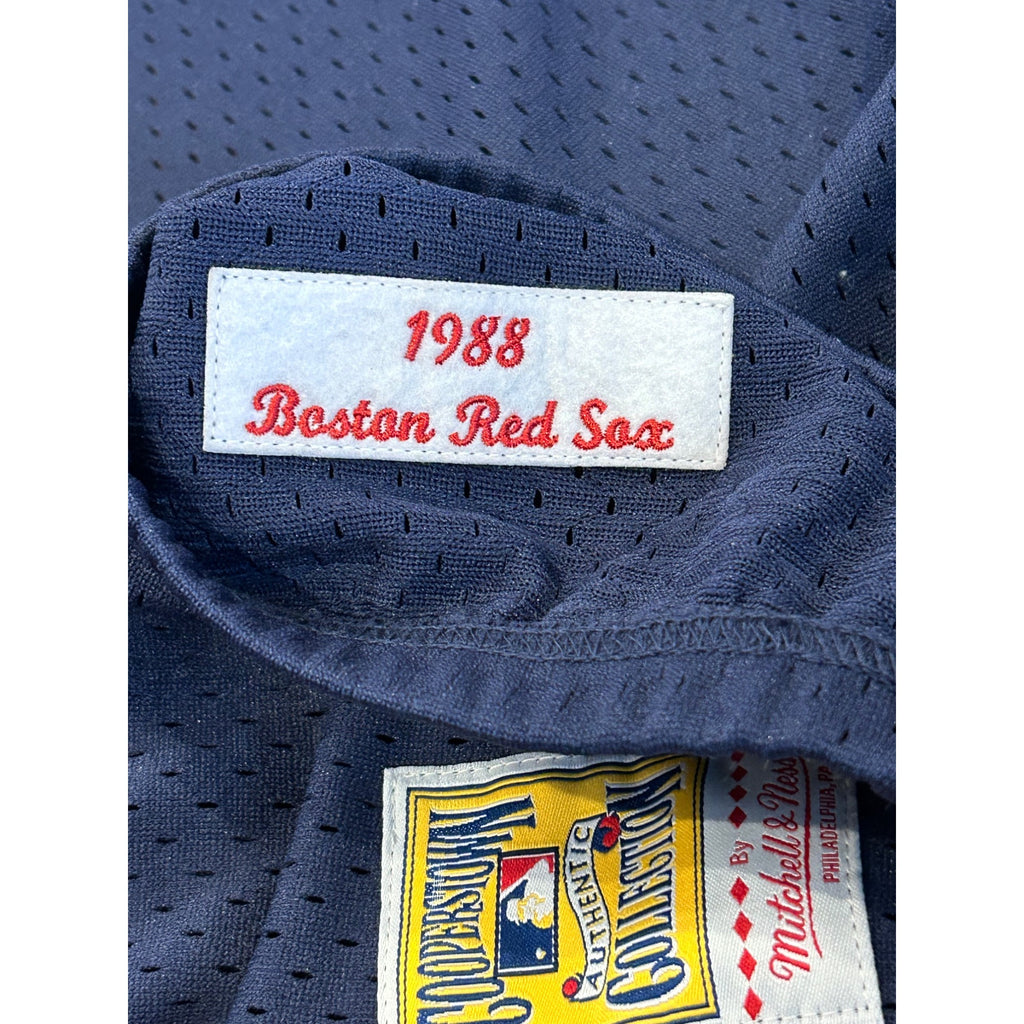 1988
Boston Red Sox
COOPERSTOWN
AUTHENTIC
COLLECTION
By
Mitchell & Ness
PHILADELPHIA, PA